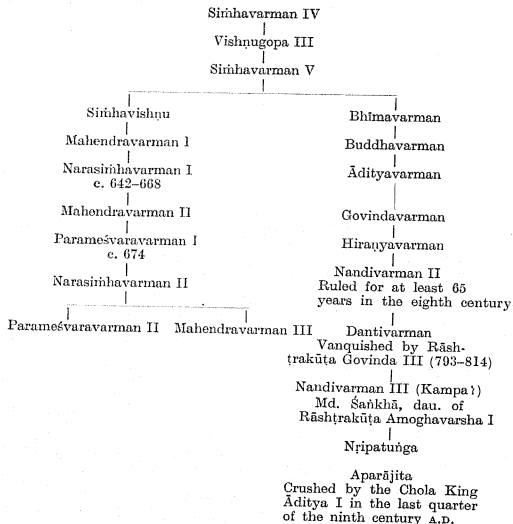 Siṁhavarman IV
Vishṇugopa III
Siṁhavarman V
Siṁhavishṇu
Mahendravarman I
Narasiṁhavarman I
c. 642–668
Mahendravarman II
Parameśvaravarman I
c. 674
Narasiṁhavarman II
Parameśvaravarman II
Mahendravarman III
Bhīmavarman
Buddhavarman
Ādityavarman
Govindavarman
Hiraṇyavarman
Nandivarman II
Ruled for at least 65
years in the eighth century
Dantivarman
Vanquished by Rāsh-
ṭrakūṭa Govinda III (793–814)
Nandivarman III (Kampa?)
Md. Śaṅkhā, dau. of
Rāshṭrakūṭa Amoghavarsha I
Nṛipatuṅga
Aparājita
Crushed by the Chola King
Āditya I in the last quarter
of the ninth century A.D.